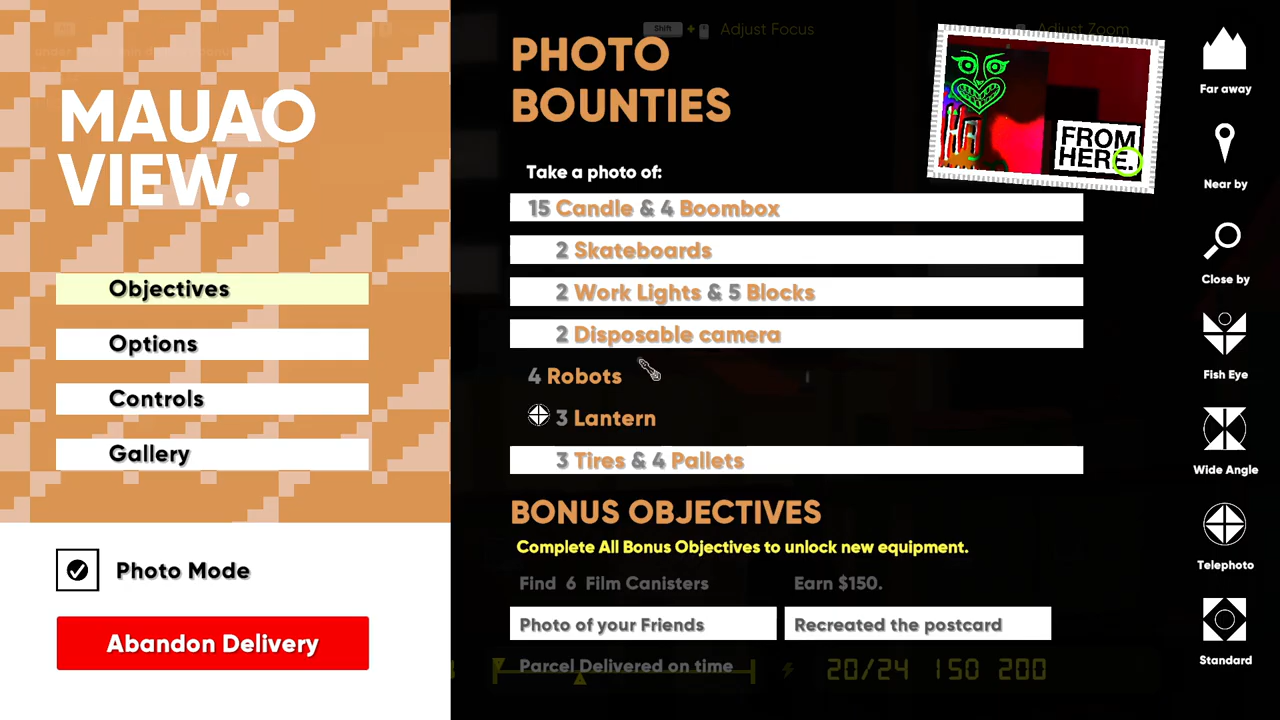 MAUAO
VIEW.
Objectives
Options
Controls
Gallery
Photo Mode
Abandon Delivery
Shift + Adjust Focus
Adjust Zoom
PHOTO
BOUNTIES
Take a photo of:
15 Candle & 4 Boombox
2 Skateboards
2 Work Lights & 5 Blocks
2 Disposable camera
4 Robots
3 Lantern
3 Tires & 4 Pallets
BONUS OBJECTIVES
Complete All Bonus Objectives to unlock new equipment.
Find 6 Film Canisters
Earn $150.
Photo of your Friends
Recreated the postcard
Parcel Delivered on time
20/24 150 200
FROM
HERE.
Far away
Near by
Close by
Fish Eye
Wide Angle
Telephoto
Standard